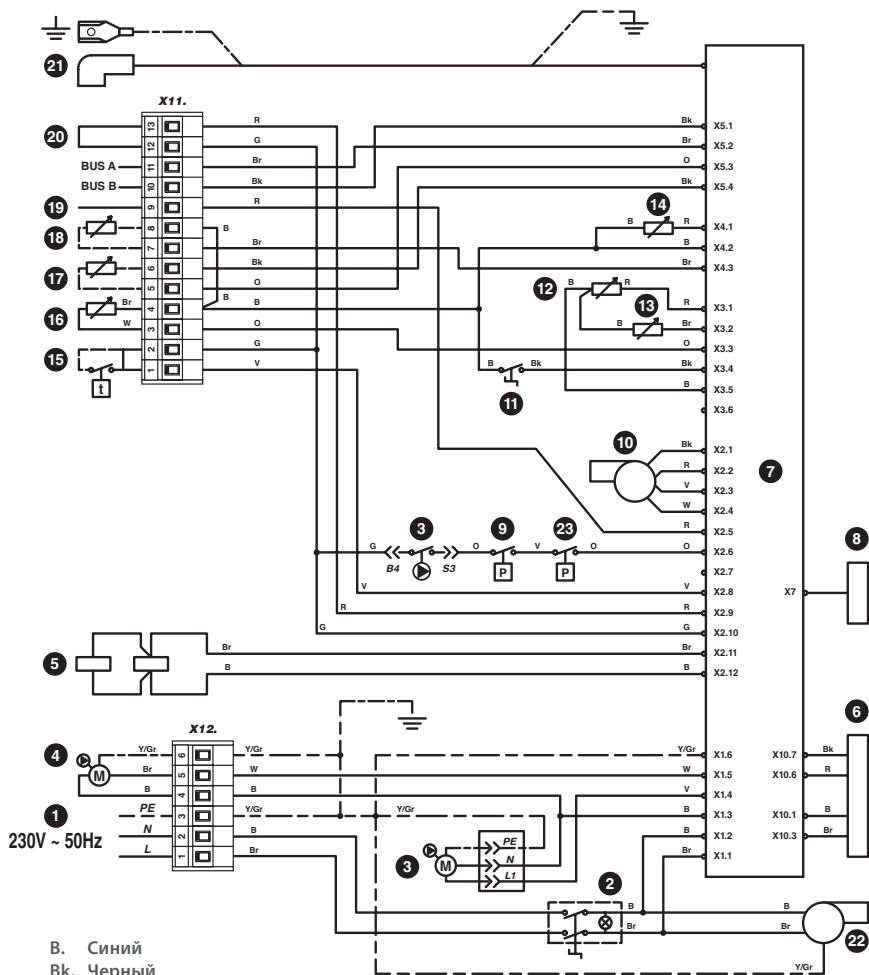 21
X11.
13 R Bk X5.1
20 12 G Br X5.2
BUS A 11 Br O X5.3
BUS B 10 Bk Bk X5.4
19 9 R
14
18 8 B B R X4.1
B X4.2
7 Br Br X4.3
17 6 Bk
5 O B 12 B R
16 Br 4 B R X3.1
13
W 3 O B Br X3.2
O X3.3
15 2 G B Bk Bk X3.4
1 V B X3.5
t 11 X3.6
10 Bk X2.1
R X2.2 7
V X2.3
W X2.4
3 9 23 R X2.5
G O V O O X2.6 8
B4 S3 P P X2.7
V V X2.8 X7
R R X2.9
G G X2.10
5 Br Br X2.11
B B X2.12
X12. 6
4 Y/Gr 6 Y/Gr Y/Gr X1.6 X10.7 Bk
M Br 5 W W X1.5 X10.6 R
B 4 B V X1.4
1 PE 3 Y/Gr Y/Gr B X1.3 X10.1 B
230V ~ 50Hz N 2 B PE B X1.2 X10.3 Br
L 1 Br 3 M N Br X1.1
L1 2
B B
Br Br 22
Y/Gr
B. Синий
Bk. Черный